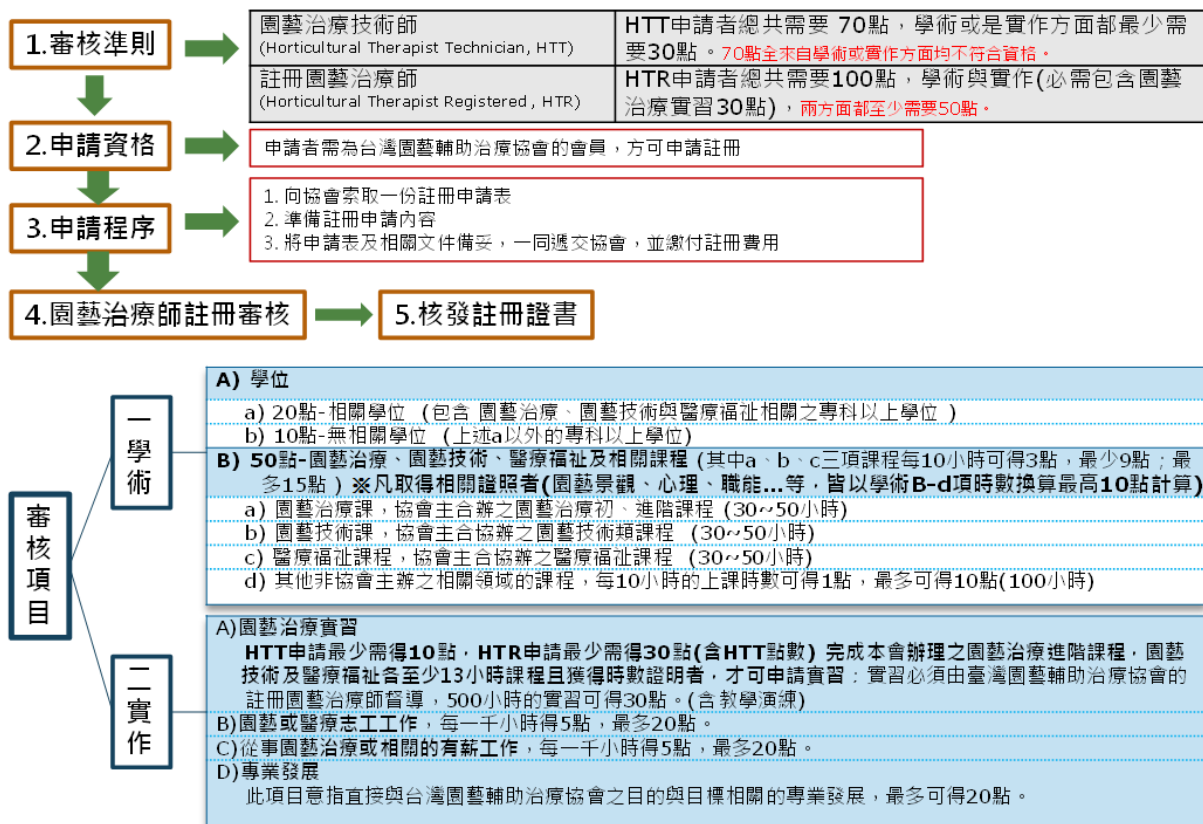 1.審核準則
園藝治療技術師
(Horticultural Therapist Technician, HTT)
HTT申請者總共需要 70點，學術或是實作方面都最少需
要30點。70點全來自學術或實作方面均不符合資格。
註冊園藝治療師
(Horticultural Therapist Registered , HTR)
HTR申請者總共需要100點，學術與實作(必需包含園藝
治療實習30點)，兩方面都至少需要50點。
2.申請資格
申請者需為台灣園藝輔助治療協會的會員，方可申請註冊
3.申請程序
1. 向協會索取一份註冊申請表
2. 準備註冊申請內容
3. 將申請表及相關文件備妥，一同遞交協會，並繳付註冊費用
4.園藝治療師註冊審核
5.核發註冊證書
審核項目
一學術
A) 學位
a) 20點-相關學位 (包含 園藝治療、園藝技術與醫療福祉相關之專科以上學位 )
b) 10點-無相關學位 (上述a以外的專科以上學位)
B) 50點-園藝治療、園藝技術、醫療福祉及相關課程 (其中a、b、c三項課程每10小時可得3點，最少9點；最
多15點 ) ※凡取得相關證照者(園藝景觀、心理、職能...等，皆以學術B-d項時數換算最高10點計算)
a) 園藝治療課，協會主合辦之園藝治療初、進階課程 (30~50小時)
b) 園藝技術課，協會主合協辦之園藝技術類課程 (30~50小時)
c) 醫療福祉課程，協會主合協辦之醫療福祉課程 (30~50小時)
d) 其他非協會主辦之相關領域的課程，每10小時的上課時數可得1點，最多可得10點(100小時)
二實作
A)園藝治療實習
HTT申請最少需得10點，HTR申請最少需得30點(含HTT點數) 完成本會辦理之園藝治療進階課程，園藝
技術及醫療福祉各至少13小時課程且獲得時數證明者，才可申請實習；實習必須由臺灣園藝輔助治療協會的
註冊園藝治療師督導，500小時的實習可得30點。(含教學演練)
B)園藝或醫療志工工作，每一千小時得5點，最多20點。
C)從事園藝治療或相關的有薪工作，每一千小時得5點，最多20點。
D)專業發展
此項目意指直接與台灣園藝輔助治療協會之目的與目標相關的專業發展，最多可得20點。